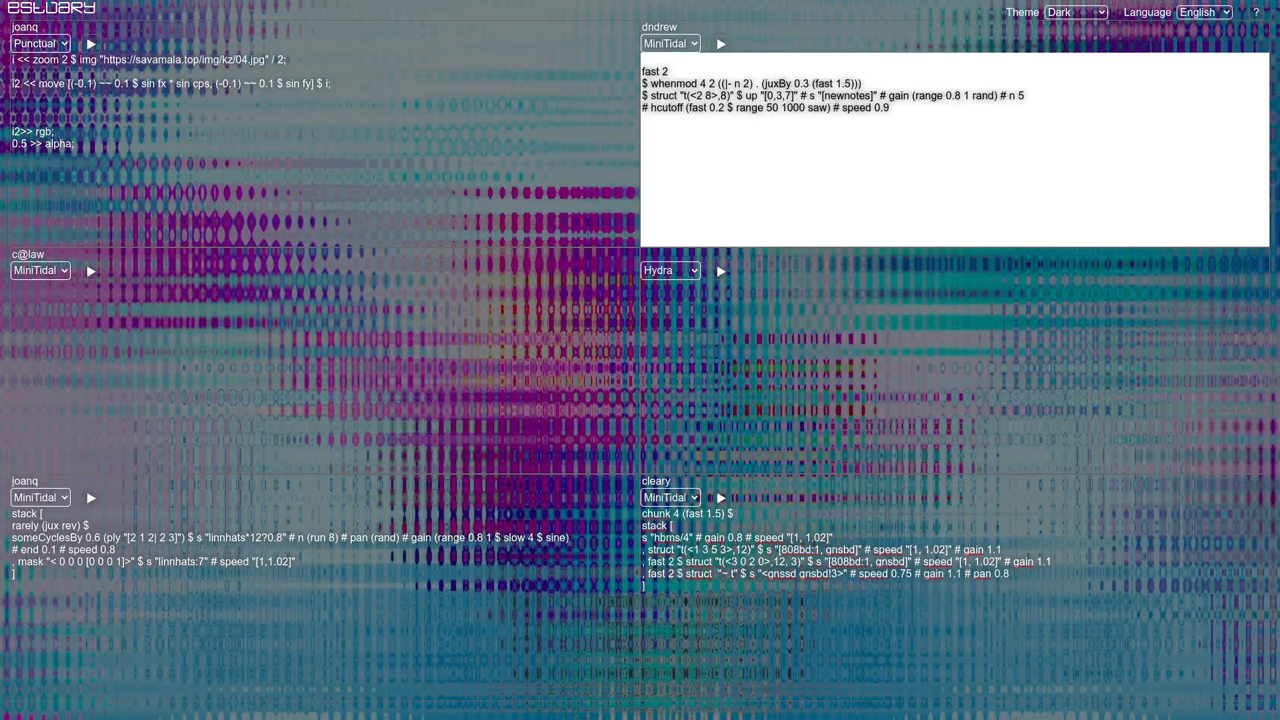 estuary
Theme Dark Language English ?
joanq
Punctual
i << zoom 2 $ img "https://savamala.top/img/kz/04.jpg" / 2;
i2 << move [(-0.1) ~~ 0.1 $ sin fx * sin cps, (-0.1) ~~ 0.1 $ sin fy] $ i;
i2>> rgb;
0.5 >> alpha;
dndrew
MiniTidal
fast 2
$ whenmod 4 2 ((|- n 2) . (juxBy 0.3 (fast 1.5)))
$ struct "t(<2 8>,8)" $ up "[0,3,7]" # s "[newnotes]" # gain (range 0.8 1 rand) # n 5
# hcutoff (fast 0.2 $ range 50 1000 saw) # speed 0.9
c@law
MiniTidal
Hydra
joanq
MiniTidal
stack [
rarely (jux rev) $
someCyclesBy 0.6 (ply "[2 1 2| 2 3]") $ s "linnhats*12?0.8" # n (run 8) # pan (rand) # gain (range 0.8 1 $ slow 4 $ sine)
# end 0.1 # speed 0.8
, mask "< 0 0 0 [0 0 0 1]>" $ s "linnhats:7" # speed "[1,1.02]"
]
cleary
MiniTidal
chunk 4 (fast 1.5) $
stack [
s "hbms/4" # gain 0.8 # speed "[1, 1.02]"
, struct "t(<1 3 5 3>,12)" $ s "[808bd:1, gnsbd]" # speed "[1, 1.02]" # gain 1.1
, fast 2 $ struct "t(<3 0 2 0>,12, 3)" $ s "[808bd:1, gnsbd]" # speed "[1, 1.02]" # gain 1.1
, fast 2 $ struct "~ t" $ s "<gnssd gnsbd!3>" # speed 0.75 # gain 1.1 # pan 0.8
]